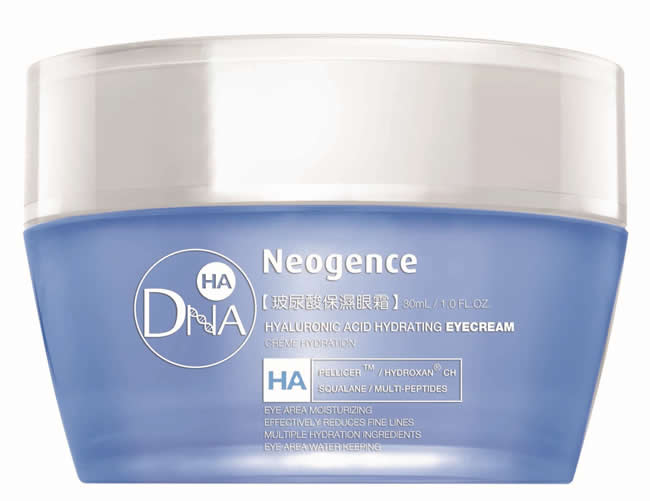 HA
DNA
Neogence
【玻尿酸保濕眼霜】30mL / 1.0 FL.OZ.
HYALURONIC ACID HYDRATING EYECREAM
CRÈME HYDRATION
HA
PELLICER™ / HYDROXAN® CH
SQUALANE / MULTI-PEPTIDES
EYE AREA MOISTURIZING
EFFECTIVELY REDUCES FINE LINES
MULTIPLE HYDRATION INGREDIENTS
EYE AREA WATER KEEPING